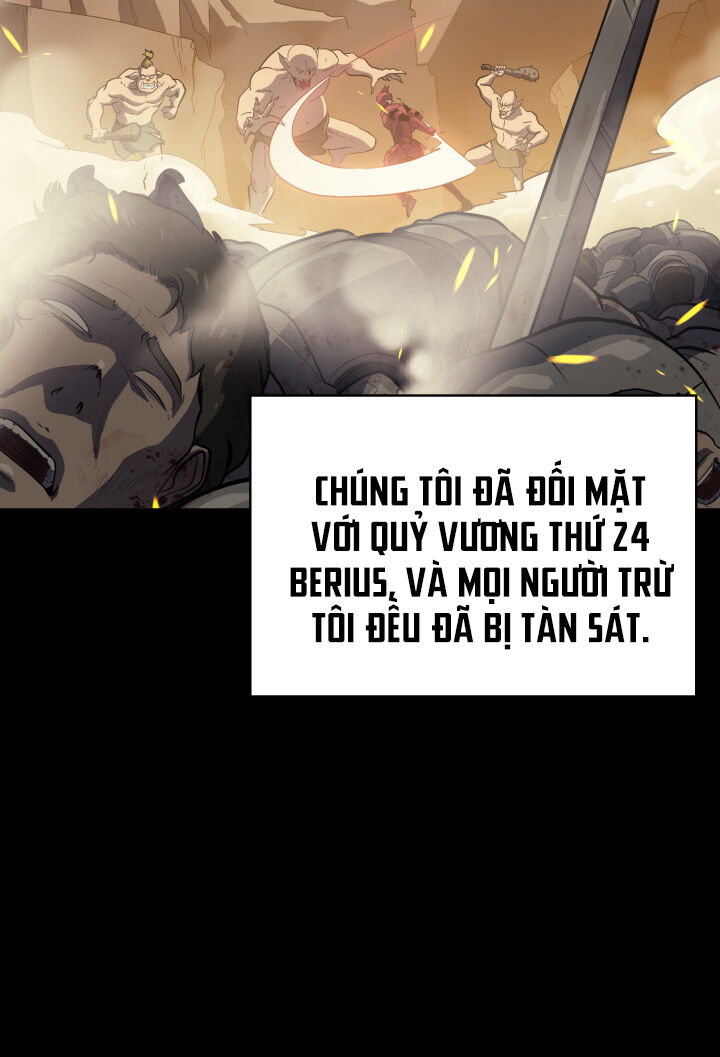 CHÚNG TÔI ĐÃ ĐỐI MẶT
VỚI QUỶ VƯƠNG THỨ 24
BERIUS, VÀ MỌI NGƯỜI TRỪ
TÔI ĐỀU ĐÃ BỊ TÀN SÁT.